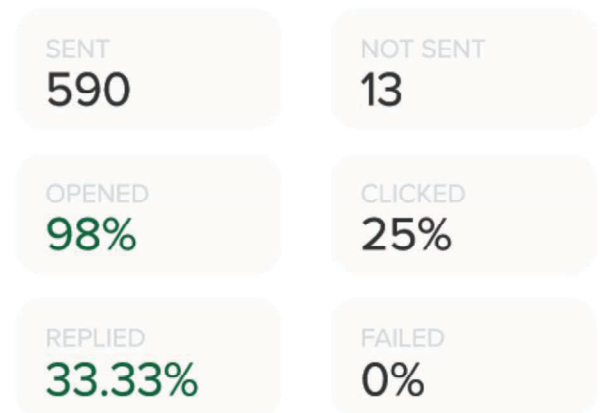 SENT
590
NOT SENT
13
OPENED
98%
CLICKED
25%
REPLIED
33.33%
FAILED
0%